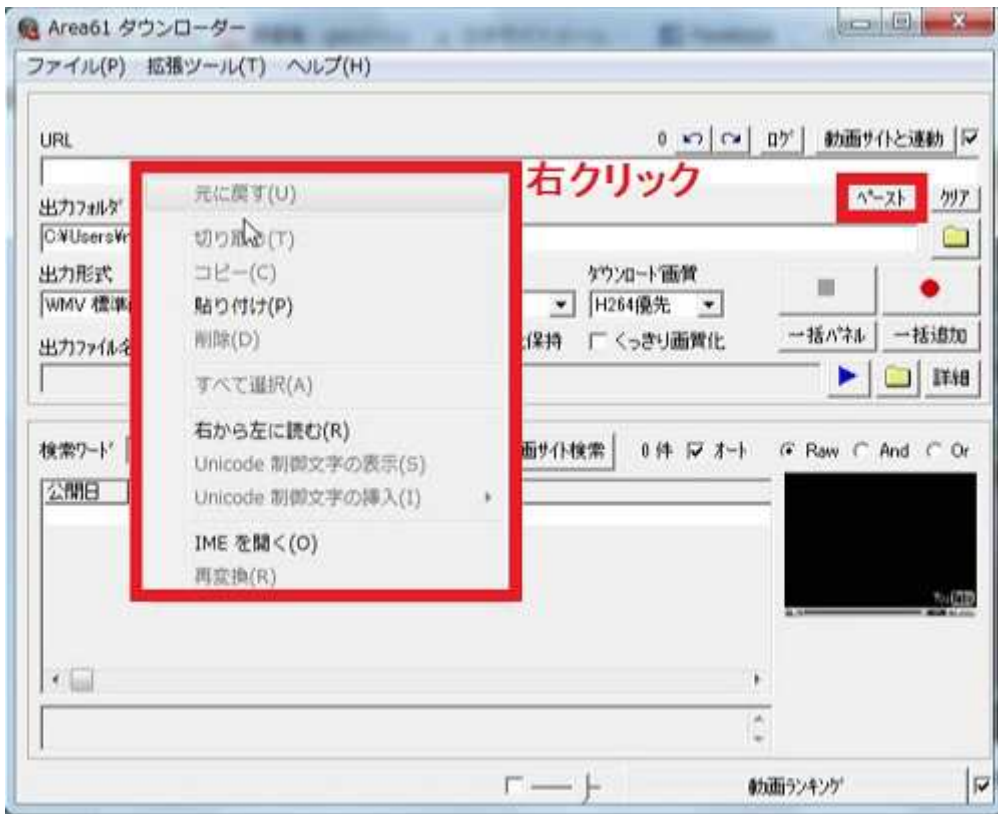 Area61 ダウンローダー
ファイル(P) 拡張ツール(T) ヘルプ(H)
URL
0 ﾛｸﾞ 動画サイトと連動
右クリック
ﾍﾟｰｽﾄ ｸﾘｱ
出力ﾌｫﾙﾀﾞ
C:¥Users¥r
出力形式 ﾀﾞｳﾝﾛｰﾄﾞ画質
WMV 標準 H264優先
一括ﾊﾟﾈﾙ 一括追加
出力ﾌｧｲﾙ名 保持 くっきり画質化
詳細
元に戻す(U)
切り取り(T)
コピー(C)
貼り付け(P)
削除(D)
すべて選択(A)
右から左に読む(R)
Unicode 制御文字の表示(S)
Unicode 制御文字の挿入(I)
IME を開く(O)
再変換(R)
検索ﾜｰﾄﾞ 画サイト検索 0 件 オート Raw And Or
公開日
動画ﾗﾝｷﾝｸﾞ